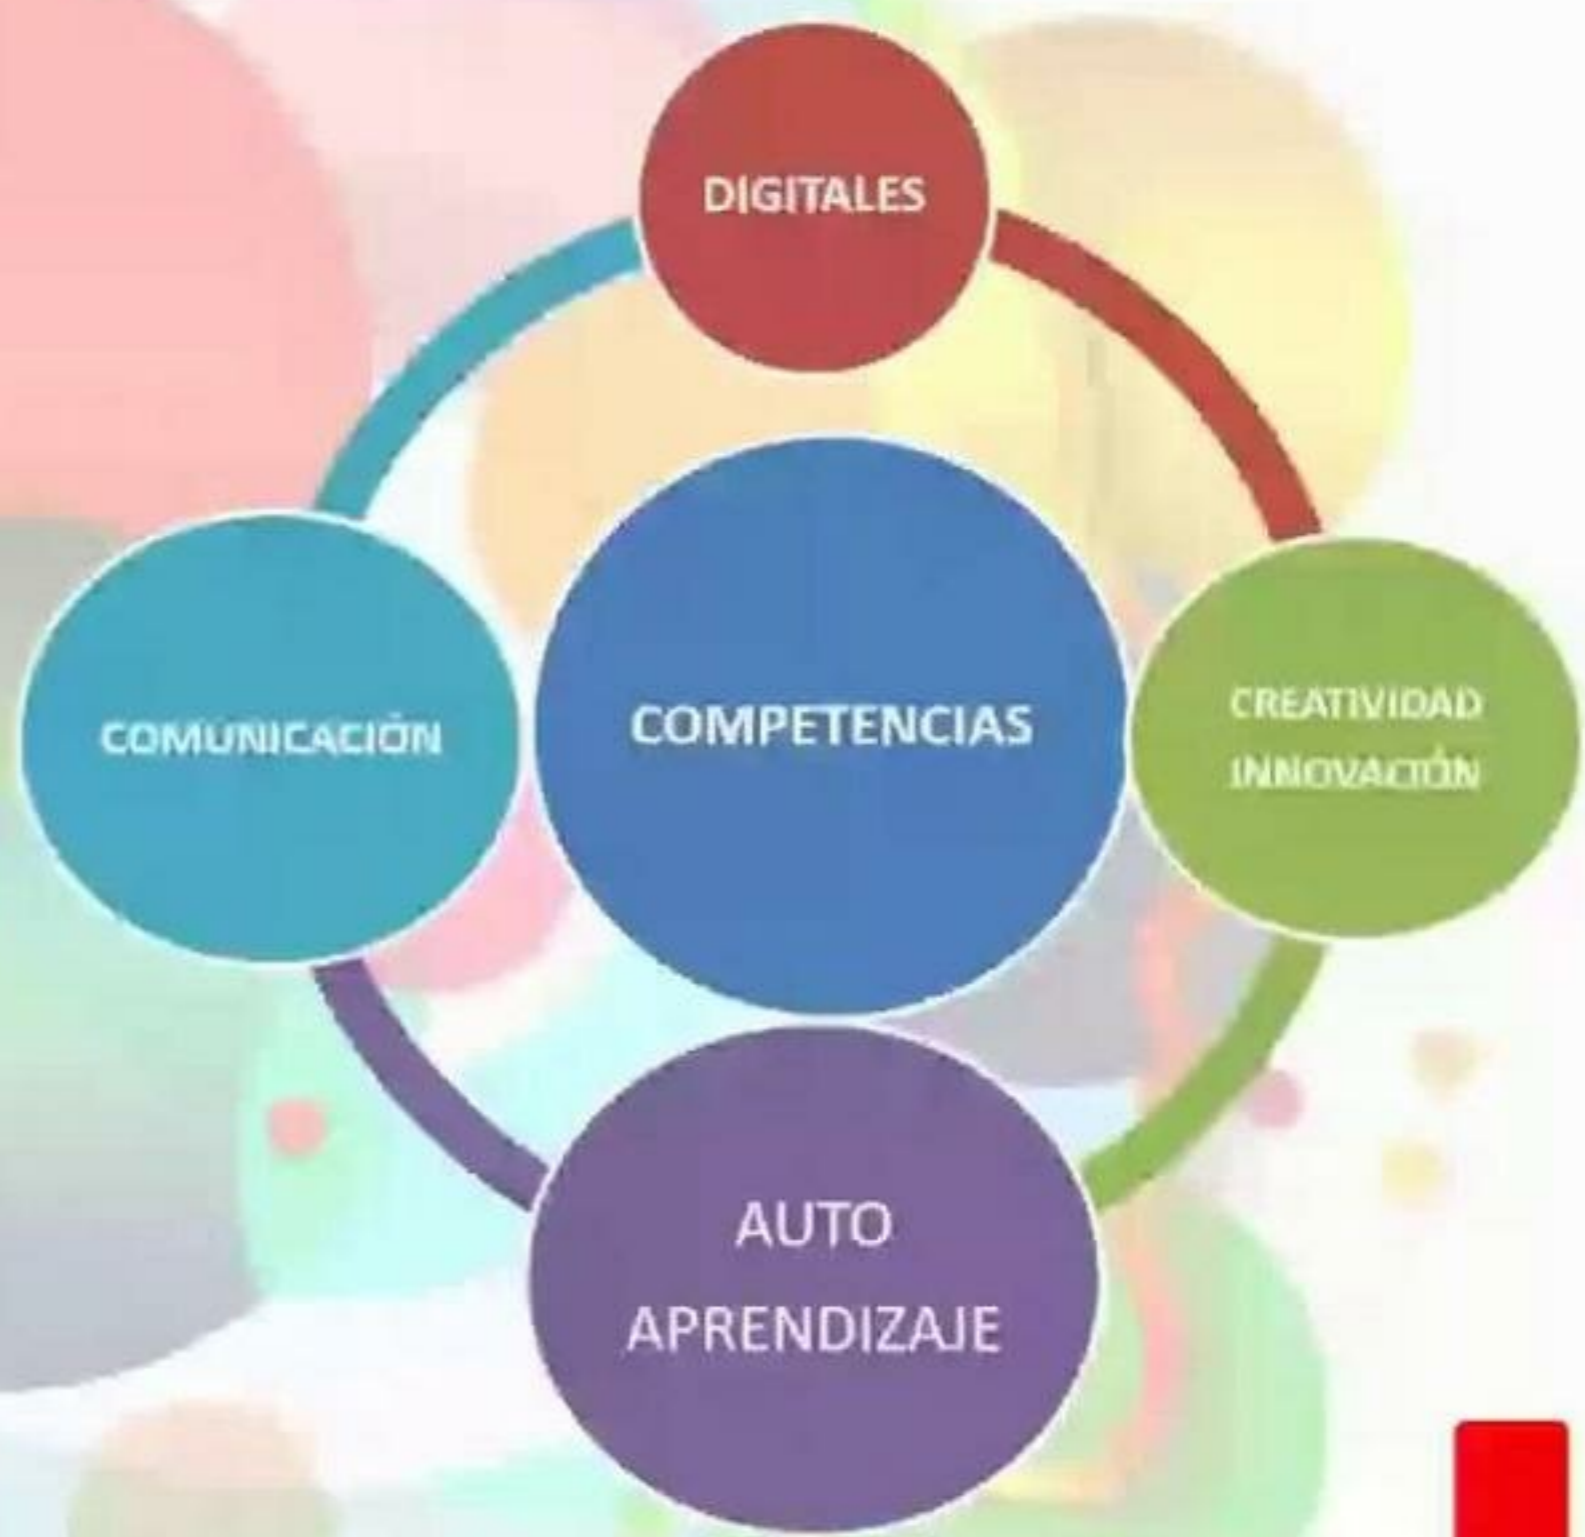 DIGITALES
COMUNICACIÓN
COMPETENCIAS
CREATIVIDAD
INNOVACIÓN
AUTO
APRENDIZAJE